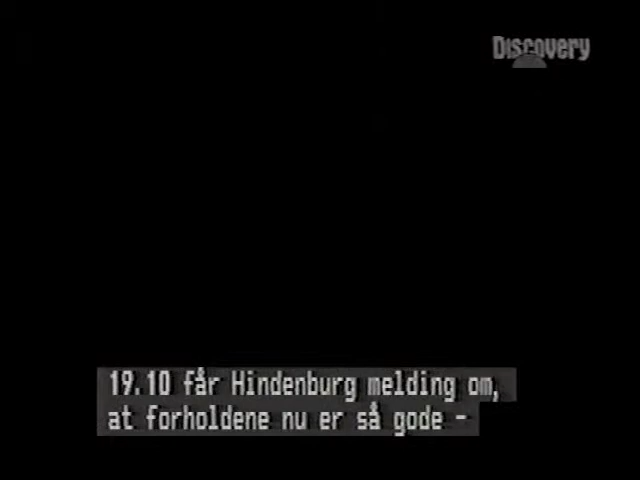 Discovery
19.10 får Hindenburg melding om,
at forholdene nu er så gode -